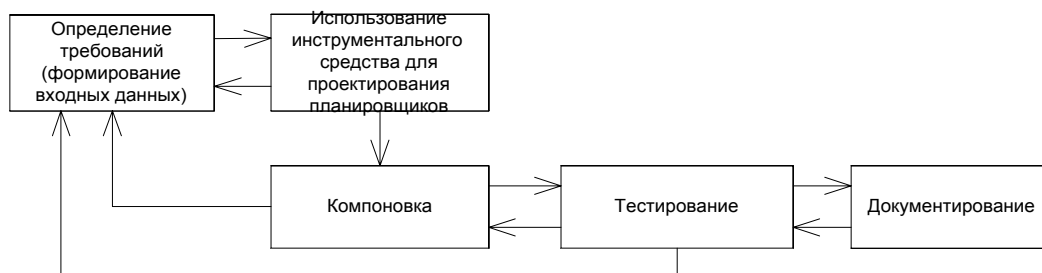 Определение
требований
(формирование
входных данных)
Использование
инструментального
средства для
проектирования
планировщиков
Компоновка
Тестирование
Документирование